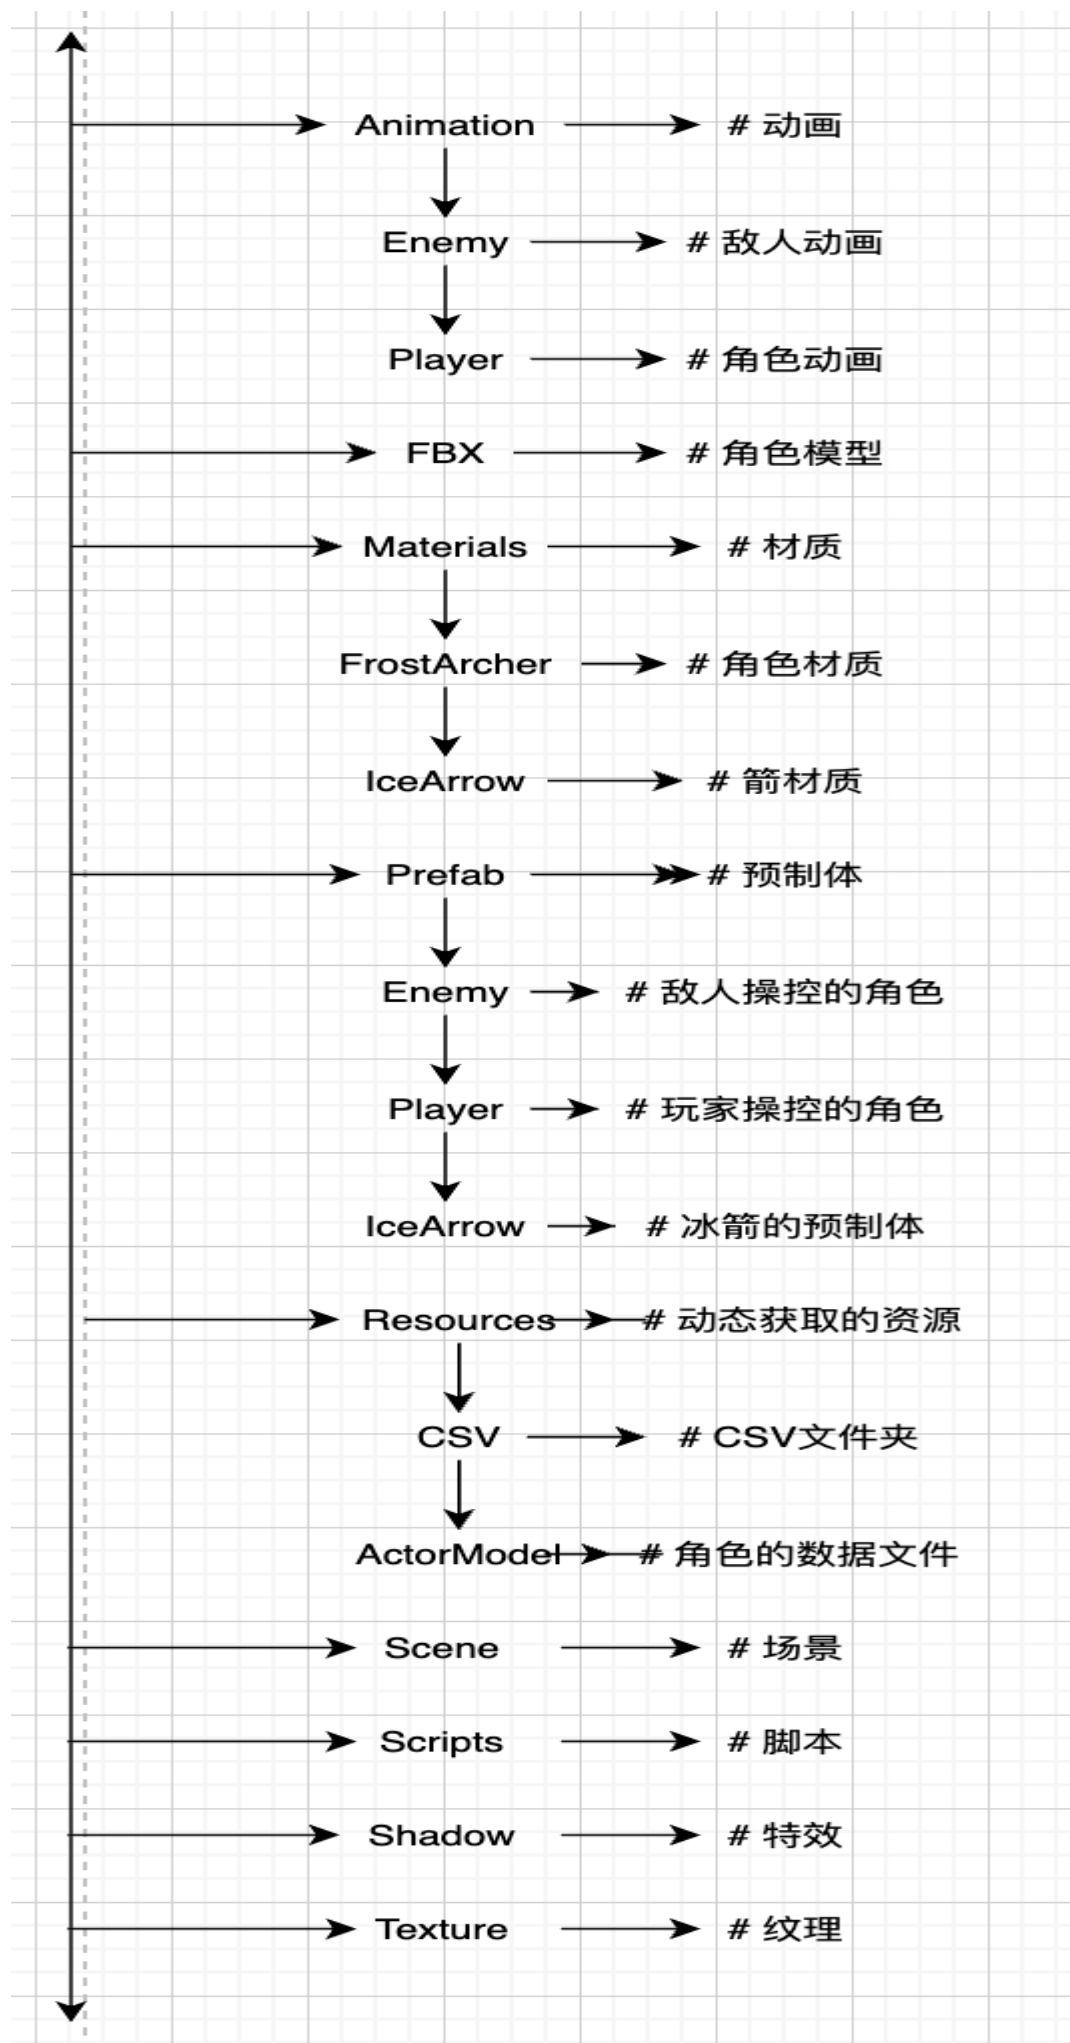 Animation # 动画
Enemy # 敌人动画
Player # 角色动画
FBX # 角色模型
Materials # 材质
FrostArcher # 角色材质
IceArrow # 箭材质
Prefab # 预制体
Enemy # 敌人操控的角色
Player # 玩家操控的角色
IceArrow # 冰箭的预制体
Resources # 动态获取的资源
CSV # CSV文件夹
ActorModel # 角色的数据文件
Scene # 场景
Scripts # 脚本
Shadow # 特效
Texture # 纹理